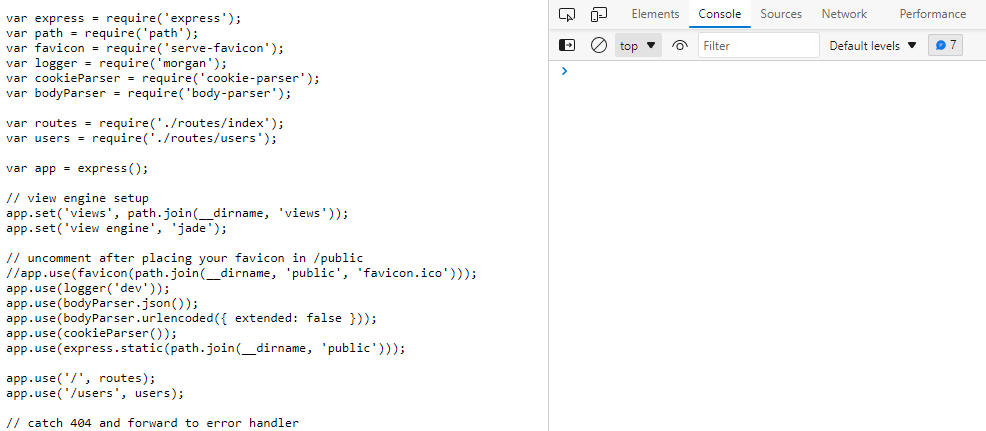 var express = require('express');
var path = require('path');
var favicon = require('serve-favicon');
var logger = require('morgan');
var cookieParser = require('cookie-parser');
var bodyParser = require('body-parser');
var routes = require('./routes/index');
var users = require('./routes/users');
var app = express();
// view engine setup
app.set('views', path.join(__dirname, 'views'));
app.set('view engine', 'jade');
// uncomment after placing your favicon in /public
//app.use(favicon(path.join(__dirname, 'public', 'favicon.ico')));
app.use(logger('dev'));
app.use(bodyParser.json());
app.use(bodyParser.urlencoded({ extended: false }));
app.use(cookieParser());
app.use(express.static(path.join(__dirname, 'public')));
app.use('/', routes);
app.use('/users', users);
// catch 404 and forward to error handler
Elements Console Sources Network Performance
top Filter Default levels 7